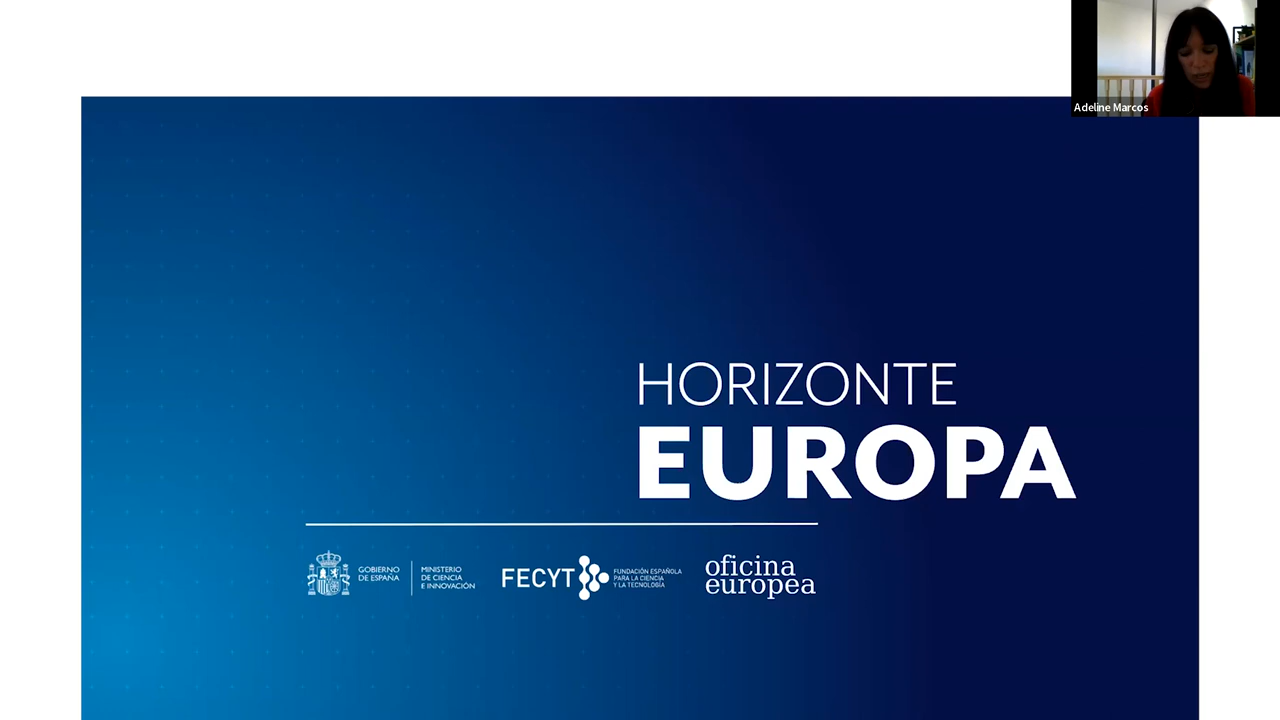 Adeline Marcos
HORIZONTE
EUROPA
GOBIERNO
DE ESPAÑA
MINISTERIO
DE CIENCIA
E INNOVACIÓN
FECYT
FUNDACIÓN ESPAÑOLA
PARA LA CIENCIA
Y LA TECNOLOGÍA
oficina
europea